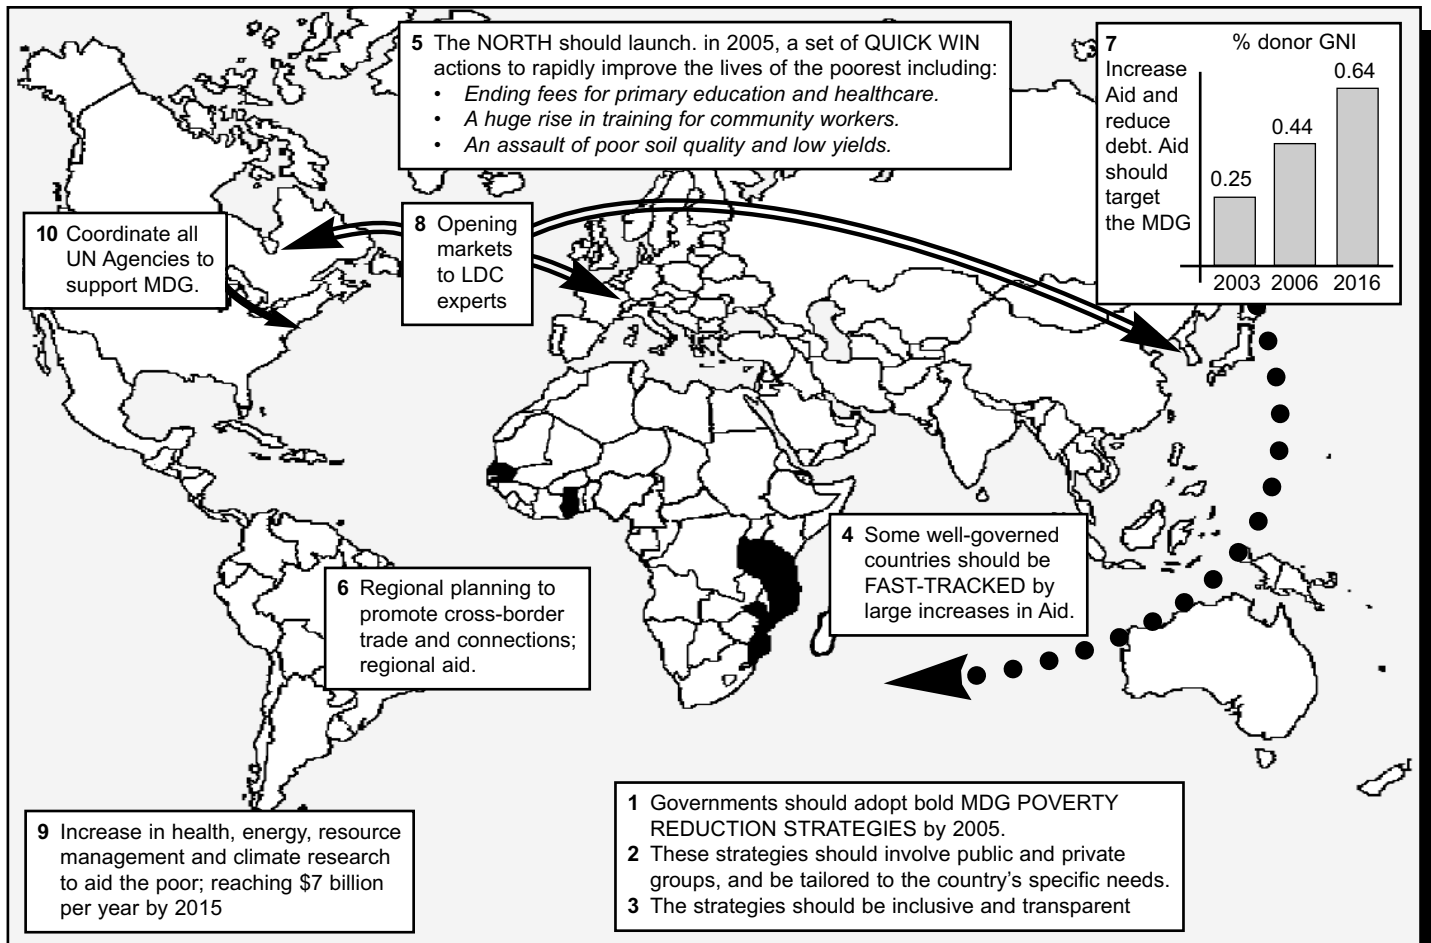 5 The NORTH should launch. in 2005, a set of QUICK WIN
actions to rapidly improve the lives of the poorest including:
• Ending fees for primary education and healthcare.
• A huge rise in training for community workers.
• An assault of poor soil quality and low yields.
7 % donor GNI
Increase
Aid and
reduce
debt. Aid
should
target
the MDG
0.25
0.44
0.64
2003 2006 2016
10 Coordinate all
UN Agencies to
support MDG.
8 Opening
markets
to LDC
experts
4 Some well-governed
countries should be
FAST-TRACKED by
large increases in Aid.
6 Regional planning to
promote cross-border
trade and connections;
regional aid.
9 Increase in health, energy, resource
management and climate research
to aid the poor; reaching $7 billion
per year by 2015
1 Governments should adopt bold MDG POVERTY
REDUCTION STRATEGIES by 2005.
2 These strategies should involve public and private
groups, and be tailored to the country's specific needs.
3 The strategies should be inclusive and transparent